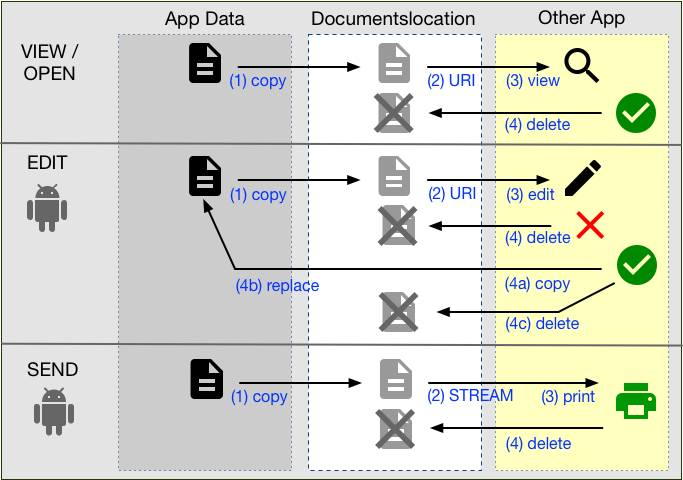 App Data
Documentslocation
Other App
VIEW /
OPEN
(1) copy
(2) URI
(3) view
(4) delete
EDIT
(1) copy
(2) URI
(3) edit
(4) delete
(4b) replace
(4a) copy
(4c) delete
SEND
(1) copy
(2) STREAM
(3) print
(4) delete